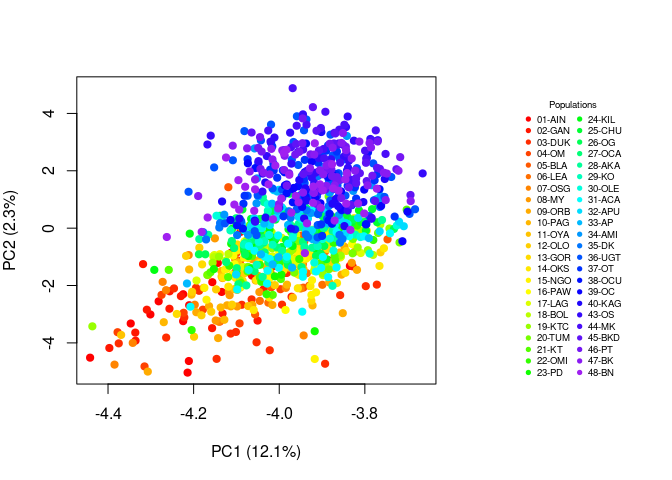 Populations
01-AIN 24-KIL
02-GAN 25-CHU
03-DUK 26-OG
04-OM 27-OCA
05-BLA 28-AKA
06-LEA 29-KO
07-OSG 30-OLE
08-MY 31-ACA
09-ORB 32-APU
10-PAG 33-AP
11-OYA 34-AMI
12-OLO 35-DK
13-GOR 36-UGT
14-OKS 37-OT
15-NGO 38-OCU
16-PAW 39-OC
17-LAG 40-KAG
18-BOL 43-OS
19-KTC 44-MK
20-TUM 45-BKD
21-KT 46-PT
22-OMI 47-BK
23-PD 48-BN
PC2 (2.3%)
4
2
0
-2
-4
-4.4 -4.2 -4.0 -3.8
PC1 (12.1%)